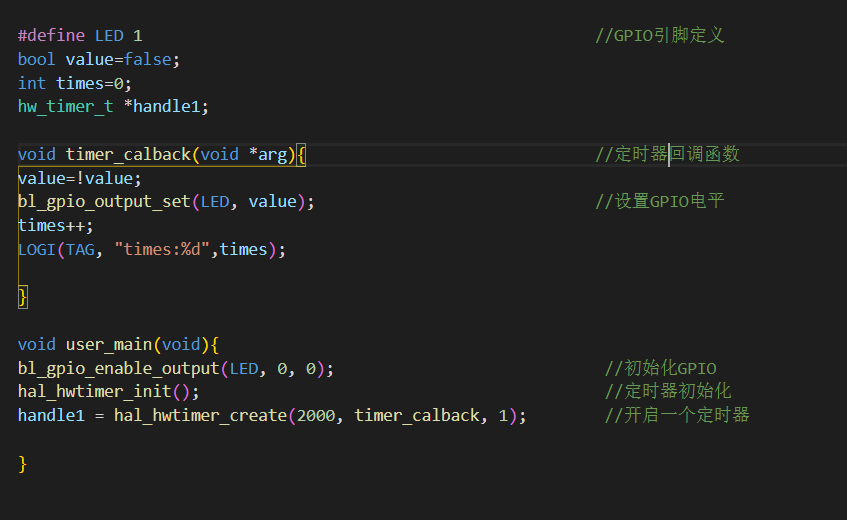 #define LED 1 //GPIO引脚定义
bool value=false;
int times=0;
hw_timer_t *handle1;
void timer_calback(void *arg){ //定时器回调函数
value=!value;
bl_gpio_output_set(LED, value); //设置GPIO电平
times++;
LOGI(TAG, "times:%d",times);
}
void user_main(void){
bl_gpio_enable_output(LED, 0, 0); //初始化GPIO
hal_hwtimer_init(); //定时器初始化
handle1 = hal_hwtimer_create(2000, timer_calback, 1); //开启一个定时器
}